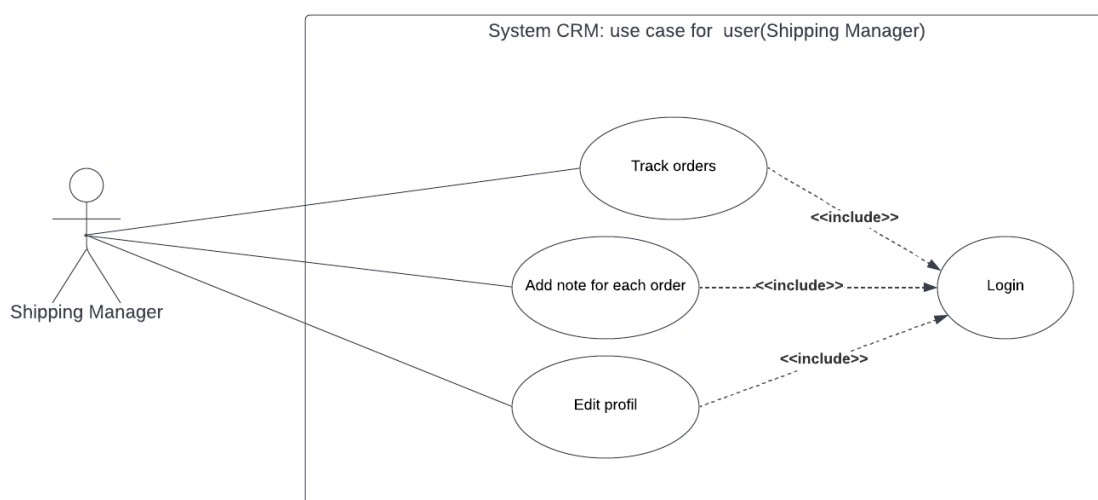 System CRM: use case for  user(Shipping Manager)
Track orders
<<include>>
Add note for each order
<<include>>
Login
Shipping Manager
<<include>>
Edit profil